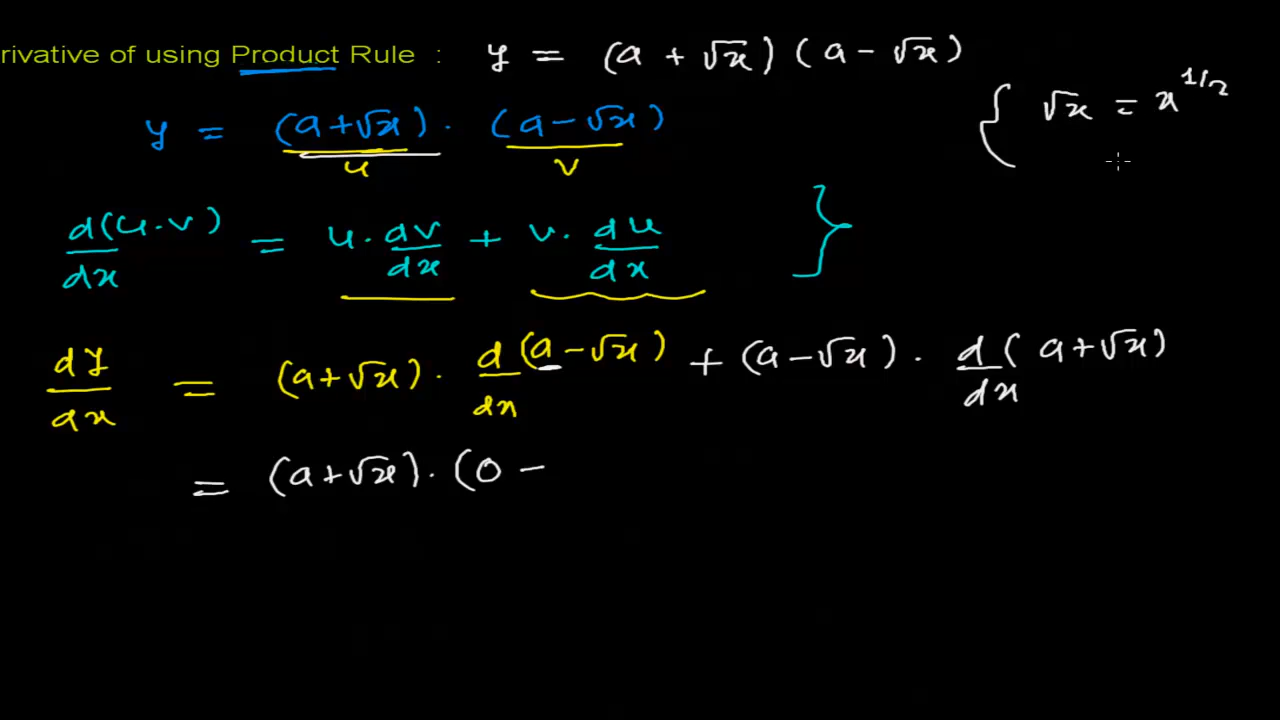 rivative of using Product Rule : y = (a + √x)(a - √x)
{ √x = x^1/2
y = (a+√x) . (a-√x)
u v
d(u.v)/dx = u. dv/dx + v. du/dx }
dy/dx = (a+√x) . d/dx (a-√x) + (a-√x) . d/dx (a+√x)
= (a+√x) . (0 -